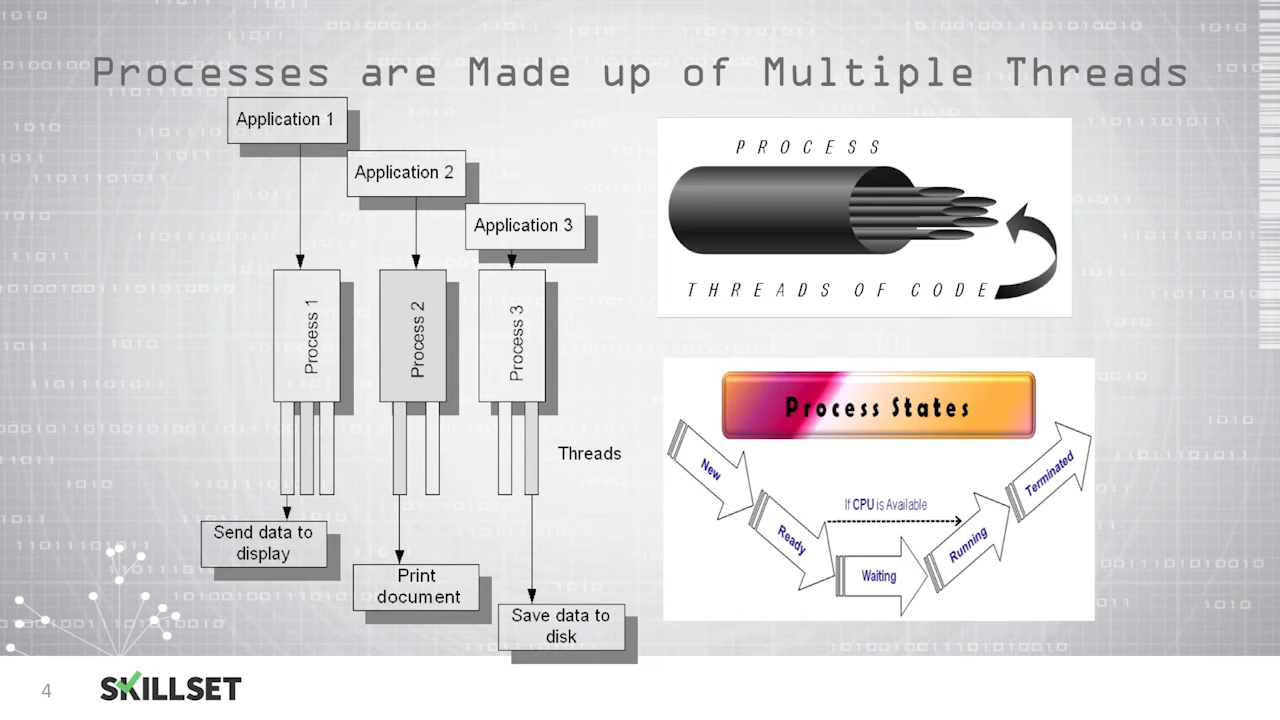 Processes are Made up of Multiple Threads
Application 1
Application 2
Application 3
Process 1
Process 2
Process 3
Threads
Send data to
display
Print
document
Save data to
disk
PROCESS
THREADS OF CODE
Process States
New
Ready
If CPU is Available
Waiting
Running
Terminated
4
SKILLSET